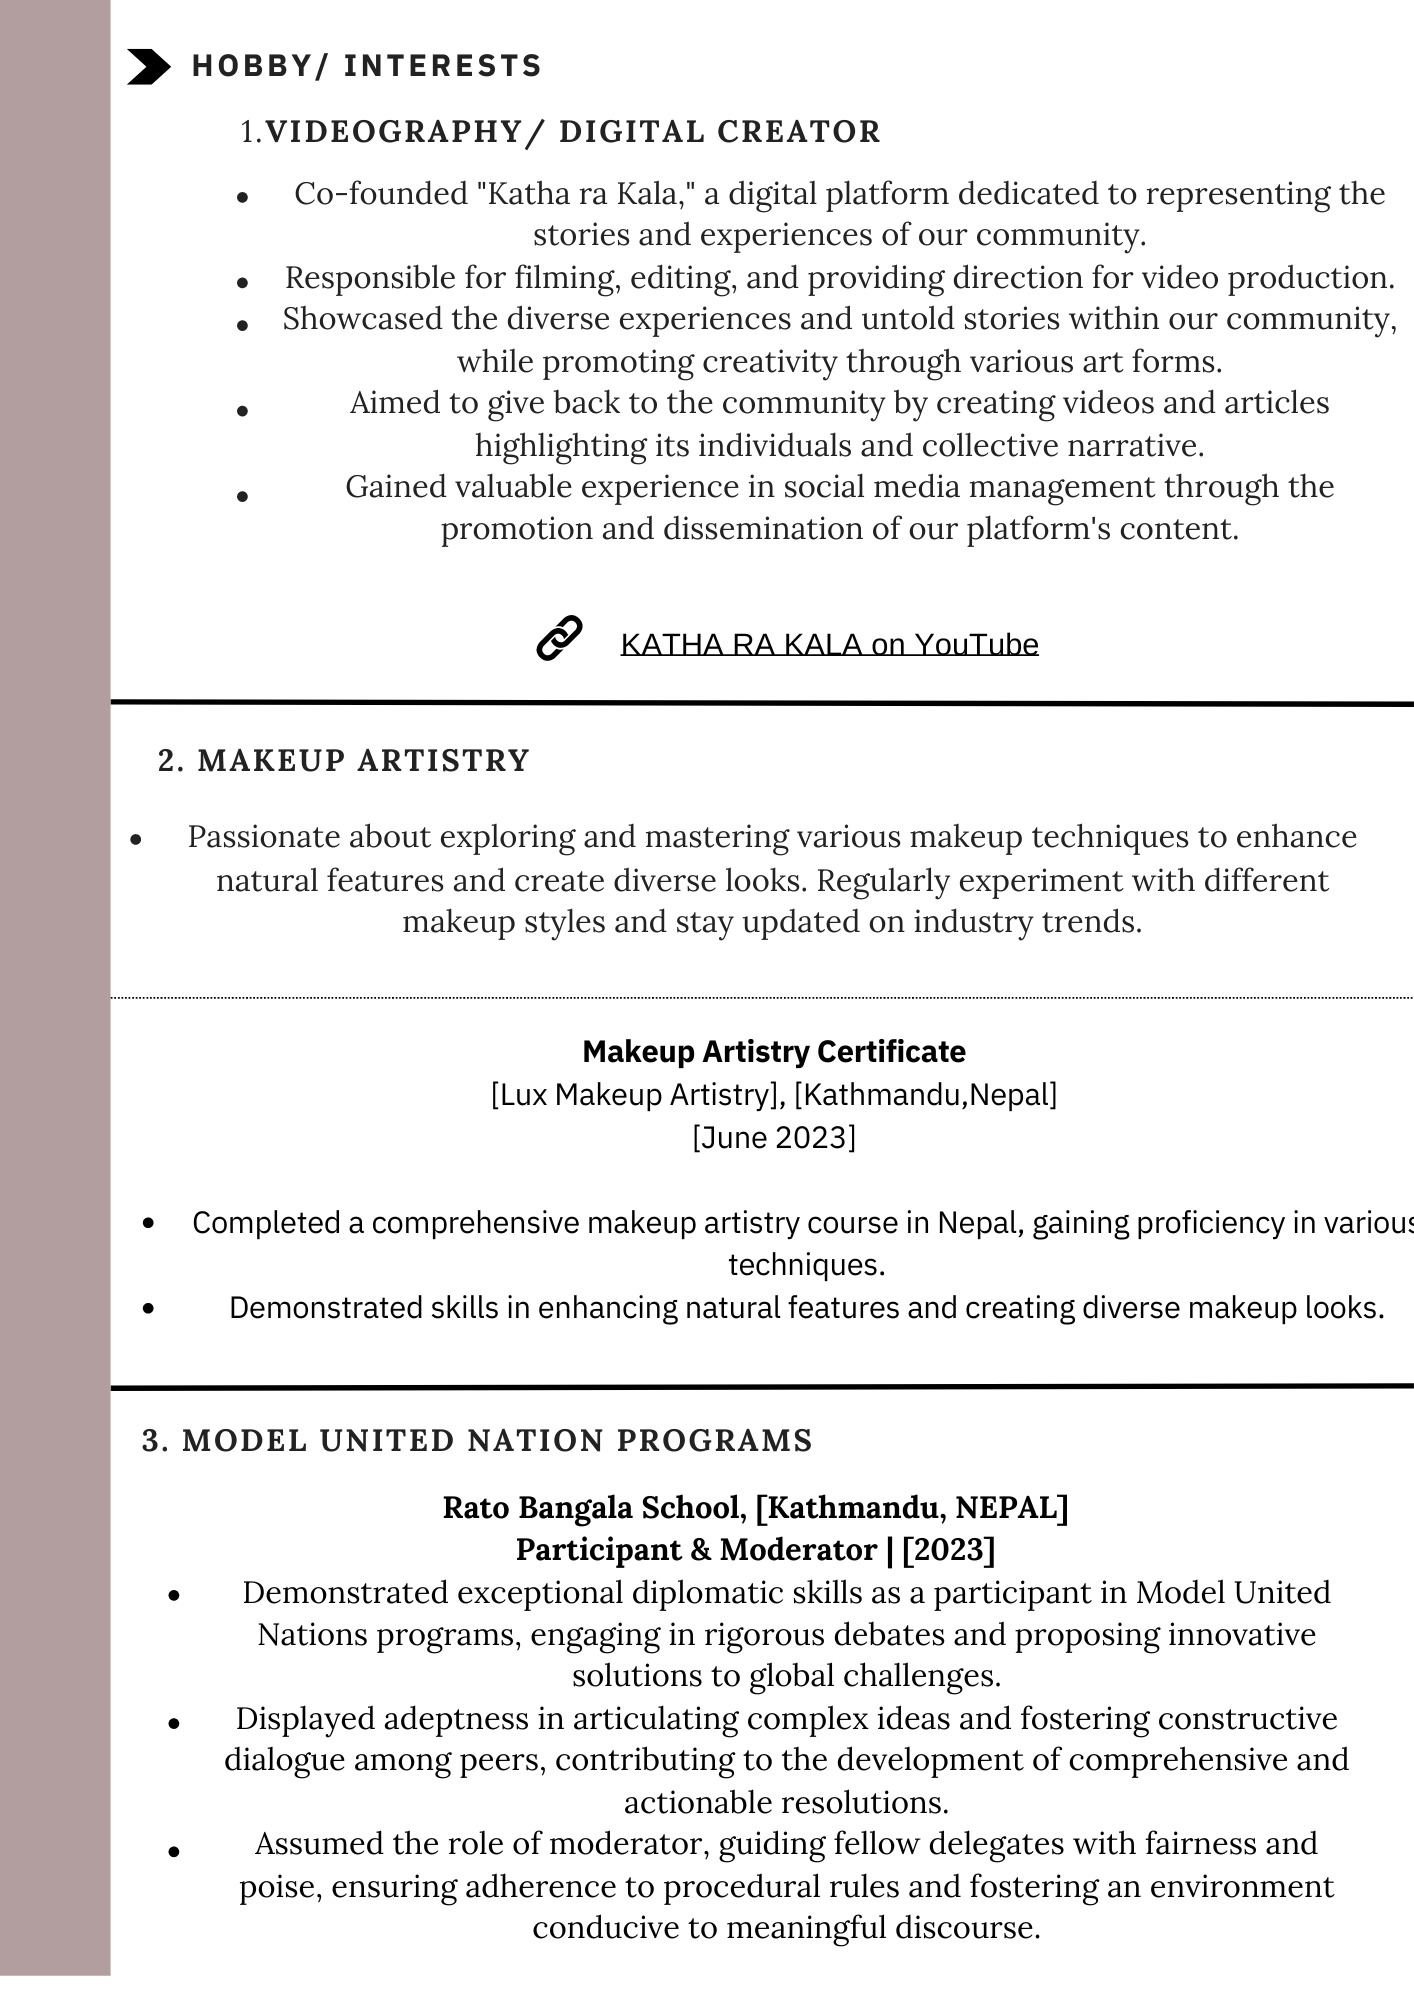 HOBBY/ INTERESTS
1.VIDEOGRAPHY/ DIGITAL CREATOR
• Co-founded "Katha ra Kala," a digital platform dedicated to representing the
stories and experiences of our community.
• Responsible for filming, editing, and providing direction for video production.
• Showcased the diverse experiences and untold stories within our community,
while promoting creativity through various art forms.
• Aimed to give back to the community by creating videos and articles
highlighting its individuals and collective narrative.
• Gained valuable experience in social media management through the
promotion and dissemination of our platform's content.
KATHA RA KALA on YouTube
2. MAKEUP ARTISTRY
• Passionate about exploring and mastering various makeup techniques to enhance
natural features and create diverse looks. Regularly experiment with different
makeup styles and stay updated on industry trends.
Makeup Artistry Certificate
[Lux Makeup Artistry], [Kathmandu,Nepal]
[June 2023]
• Completed a comprehensive makeup artistry course in Nepal, gaining proficiency in various
techniques.
• Demonstrated skills in enhancing natural features and creating diverse makeup looks.
3. MODEL UNITED NATION PROGRAMS
Rato Bangala School, [Kathmandu, NEPAL]
Participant & Moderator | [2023]
• Demonstrated exceptional diplomatic skills as a participant in Model United
Nations programs, engaging in rigorous debates and proposing innovative
solutions to global challenges.
• Displayed adeptness in articulating complex ideas and fostering constructive
dialogue among peers, contributing to the development of comprehensive and
actionable resolutions.
• Assumed the role of moderator, guiding fellow delegates with fairness and
poise, ensuring adherence to procedural rules and fostering an environment
conducive to meaningful discourse.